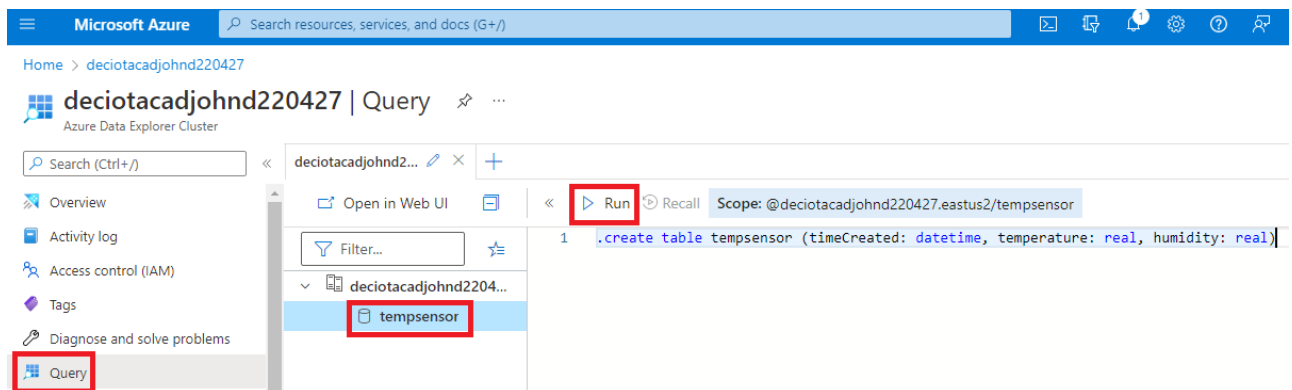 Microsoft Azure
Search resources, services, and docs (G+/)
1
Home > deciotacadjohnd220427
deciotacadjohnd220427 | Query
Azure Data Explorer Cluster
Search (Ctrl+/)
deciotacadjohnd2...
Overview
Activity log
Access control (IAM)
Tags
Diagnose and solve problems
Query
Open in Web UI
Filter...
deciotacadjohnd2204...
tempsensor
Run
Recall
Scope: @deciotacadjohnd220427.eastus2/tempsensor
1 .create table tempsensor (timeCreated: datetime, temperature: real, humidity: real)